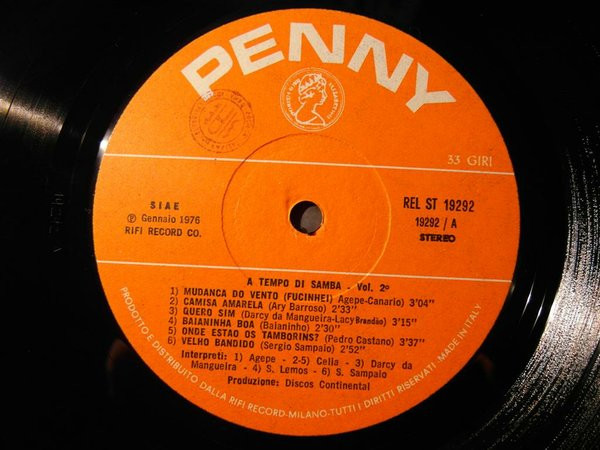 PENNY
33 GIRI
SIAE
℗ Gennaio 1976
RIFI RECORD CO.
REL ST 19292
19292 / A
STEREO
A TEMPO DI SAMBA - Vol. 2º
1) MUDANCA DO VENTO (FUCINHEI) Agepe-Canario) 3'04"
2) CAMISA AMARELA (Ary Barroso) 2'33"
3) QUERO SIM (Darcy da Mangueira-Lacy Brandão) 3'15"
4) BAIANINHA BOA (Baianinho) 2'30"
5) ONDE ESTAO OS TAMBORINS? (Pedro Castano) 3'37"
6) VELHO BANDIDO (Sergio Sampaio) 2'52"
Interpreti: 1) Agepe - 2-5) Celia - 3) Darcy da
Mangueira - 4) S. Lemos - 6) S. Sampaio
Produzione: Discos Continental
PRODOTTO E DISTRIBUITO DALLA RIFI RECORD-MILANO-TUTTI I DIRITTI RISERVATI-MADE IN ITALY